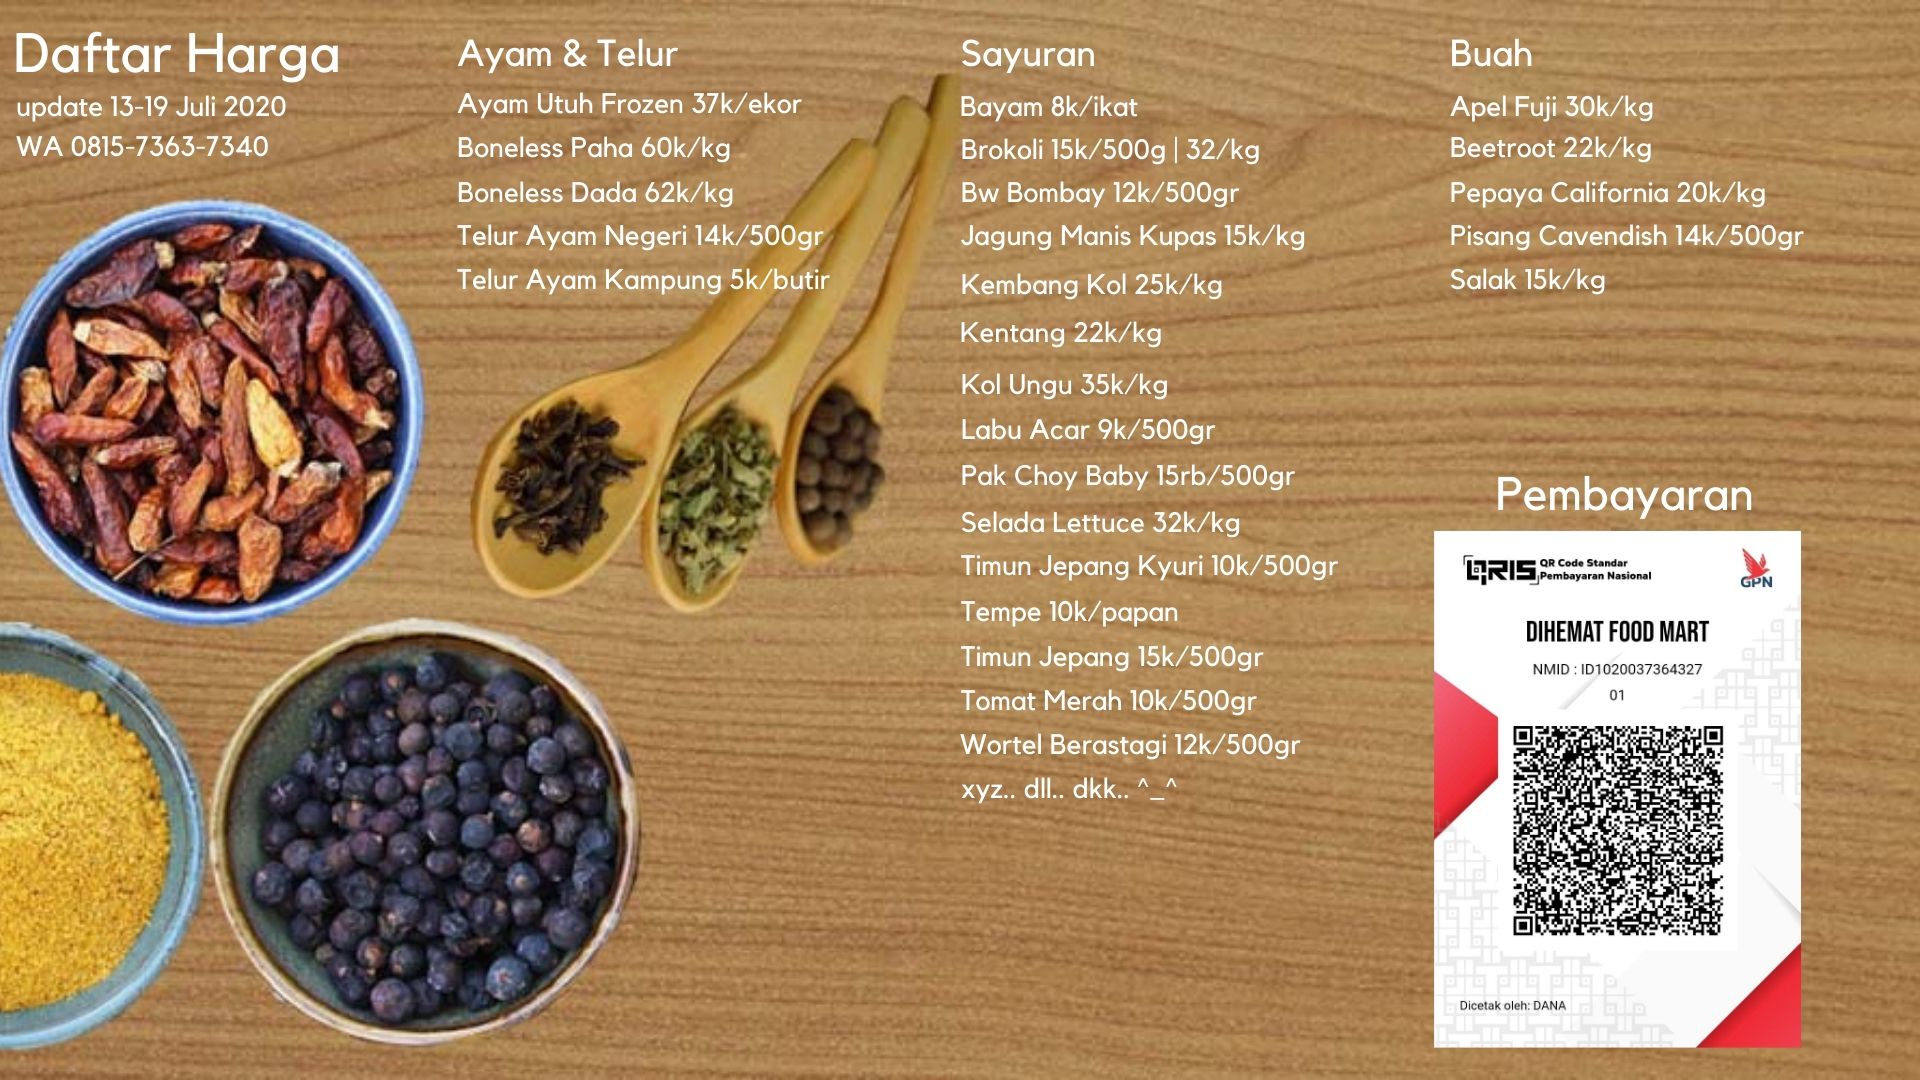 Daftar Harga
update 13-19 Juli 2020
WA 0815-7363-7340
Ayam & Telur
Ayam Utuh Frozen 37k/ekor
Boneless Paha 60k/kg
Boneless Dada 62k/kg
Telur Ayam Negeri 14k/500gr
Telur Ayam Kampung 5k/butir
Sayuran
Bayam 8k/ikat
Brokoli 15k/500g | 32/kg
Bw Bombay 12k/500gr
Jagung Manis Kupas 15k/kg
Kembang Kol 25k/kg
Kentang 22k/kg
Kol Ungu 35k/kg
Labu Acar 9k/500gr
Pak Choy Baby 15rb/500gr
Selada Lettuce 32k/kg
Timun Jepang Kyuri 10k/500gr
Tempe 10k/papan
Timun Jepang 15k/500gr
Tomat Merah 10k/500gr
Wortel Berastagi 12k/500gr
xyz.. dll.. dkk.. ^_^
Buah
Apel Fuji 30k/kg
Beetroot 22k/kg
Pepaya California 20k/kg
Pisang Cavendish 14k/500gr
Salak 15k/kg
Pembayaran
QRIS QR Code Standar
Pembayaran Nasional
GPN
DIHEMAT FOOD MART
NMID : ID1020037364327
01
Dicetak oleh: DANA